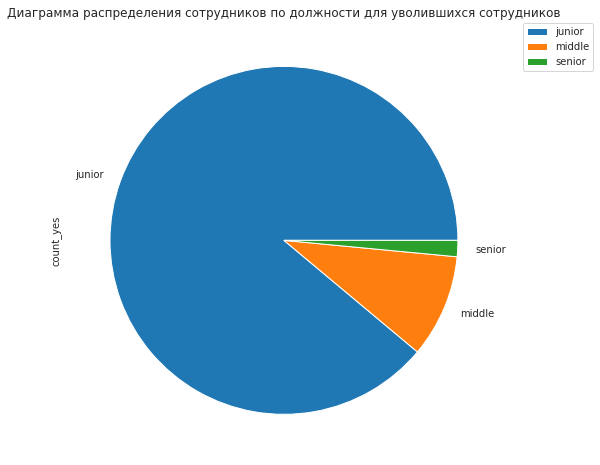 Диаграмма распределения сотрудников по должности для уволившихся сотрудников
junior
middle
senior
junior
count_yes
senior
middle